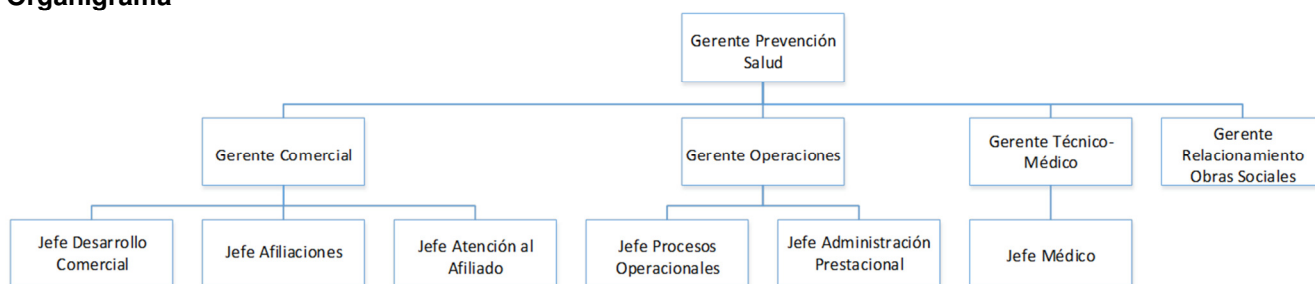 Organigrama
Gerente Prevención
Salud
Gerente Comercial
Gerente Operaciones
Gerente Técnico-
Médico
Gerente
Relacionamiento
Obras Sociales
Jefe Desarrollo
Comercial
Jefe Afiliaciones
Jefe Atención al
Afiliado
Jefe Procesos
Operacionales
Jefe Administración
Prestacional
Jefe Médico